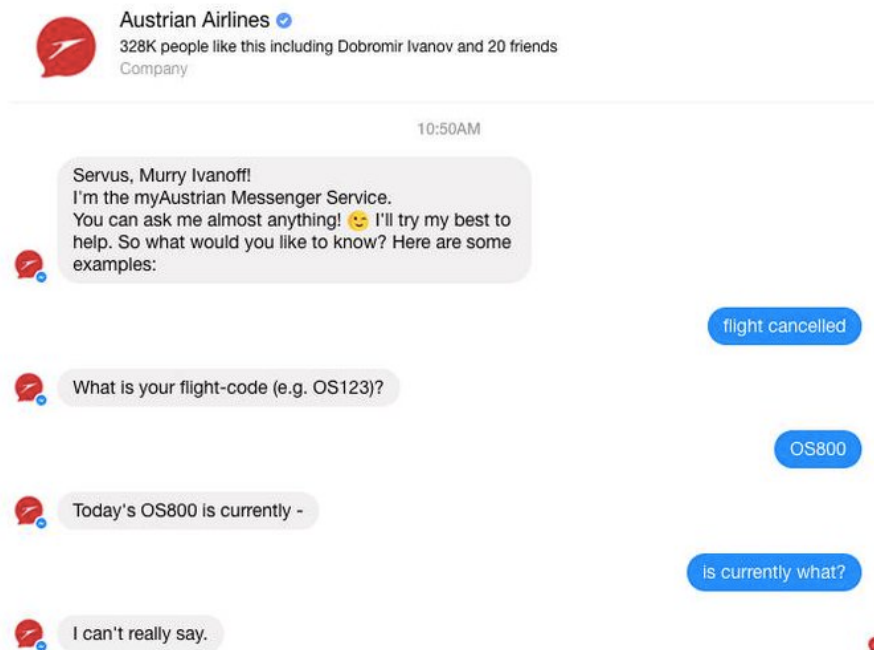 Austrian Airlines
328K people like this including Dobromir Ivanov and 20 friends
Company
10:50AM
Servus, Murry Ivanoff!
I'm the myAustrian Messenger Service.
You can ask me almost anything! 😉 I'll try my best to
help. So what would you like to know? Here are some
examples:
flight cancelled
What is your flight-code (e.g. OS123)?
OS800
Today's OS800 is currently -
is currently what?
I can't really say.